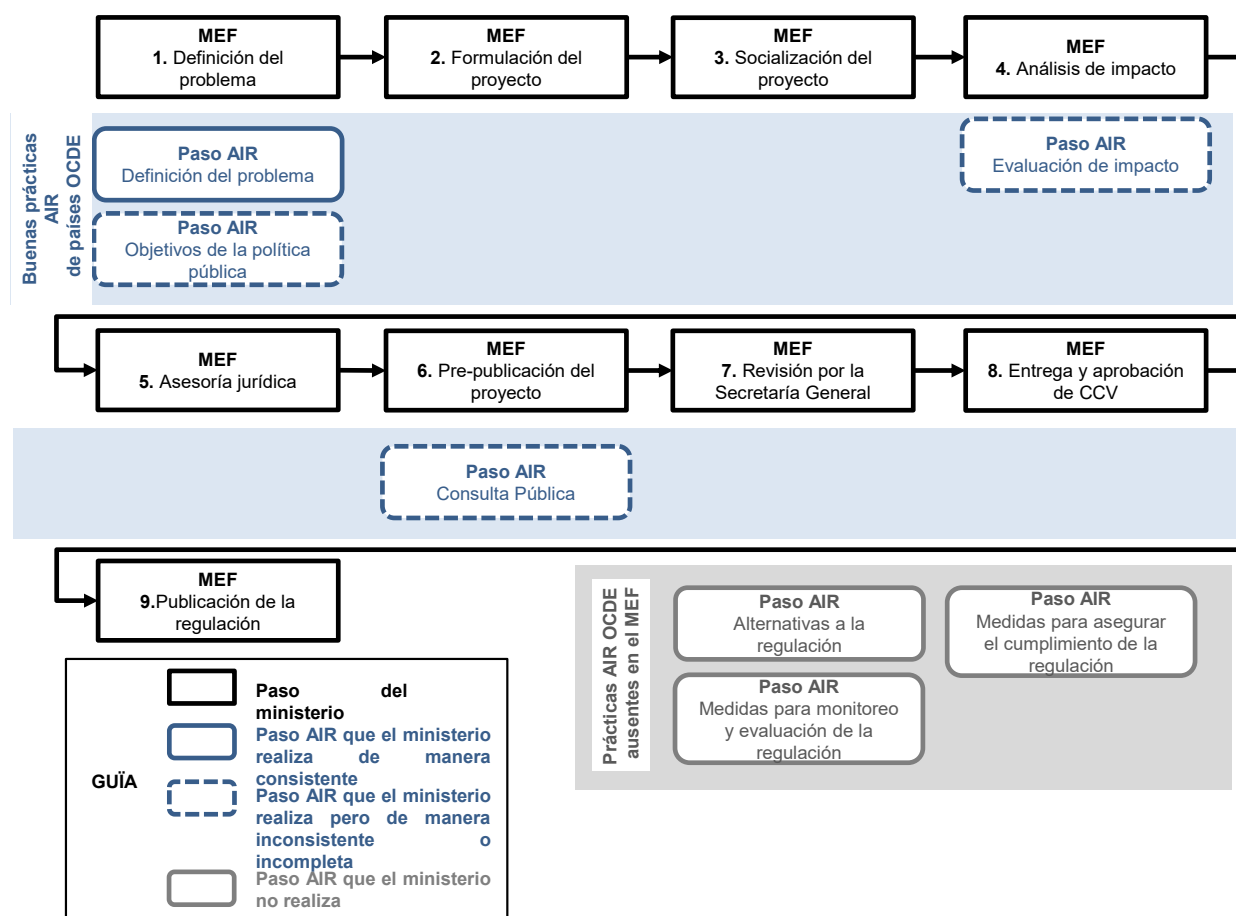 MEF
1. Definición del
problema
MEF
2. Formulación del
proyecto
MEF
3. Socialización del
proyecto
MEF
4. Análisis de impacto
Buenas prácticas
AIR
de países OCDE
Paso AIR
Definición del problema
Paso AIR
Objetivos de la política
pública
Paso AIR
Evaluación de impacto
MEF
5. Asesoría jurídica
MEF
6. Pre-publicación del
proyecto
MEF
7. Revisión por la
Secretaría General
MEF
8. Entrega y aprobación
de CCV
Paso AIR
Consulta Pública
MEF
9.Publicación de la
regulación
Prácticas AIR OCDE
ausentes en el MEF
Paso AIR
Alternativas a la
regulación
Paso AIR
Medidas para asegurar
el cumplimiento de la
regulación
Paso AIR
Medidas para monitoreo
y evaluación de la
regulación
GUÏA
Paso del
ministerio
Paso AIR que el ministerio
realiza de manera
consistente
Paso AIR que el ministerio
realiza pero de manera
inconsistente o
incompleta
Paso AIR que el ministerio
no realiza